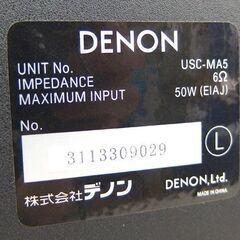 DENON
UNIT No. USC-MA5
IMPEDANCE 6Ω
MAXIMUM INPUT 50W (EIAJ)
No. 3113309029
L
株式会社デノン DENON, Ltd.
MADE IN CHINA